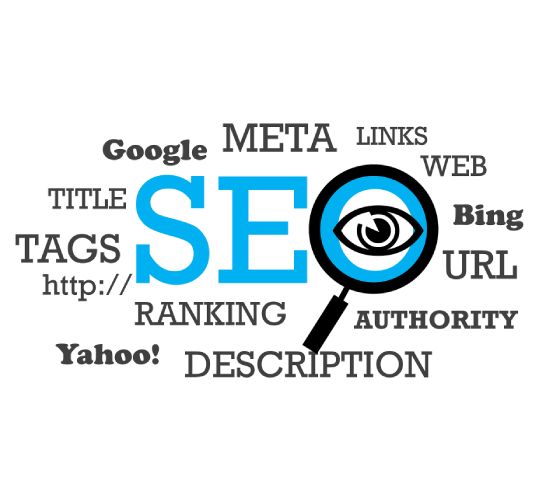 META
LINKS
Google
WEB
TITLE
SEO
Bing
TAGS
URL
http://
RANKING
AUTHORITY
Yahoo!
DESCRIPTION